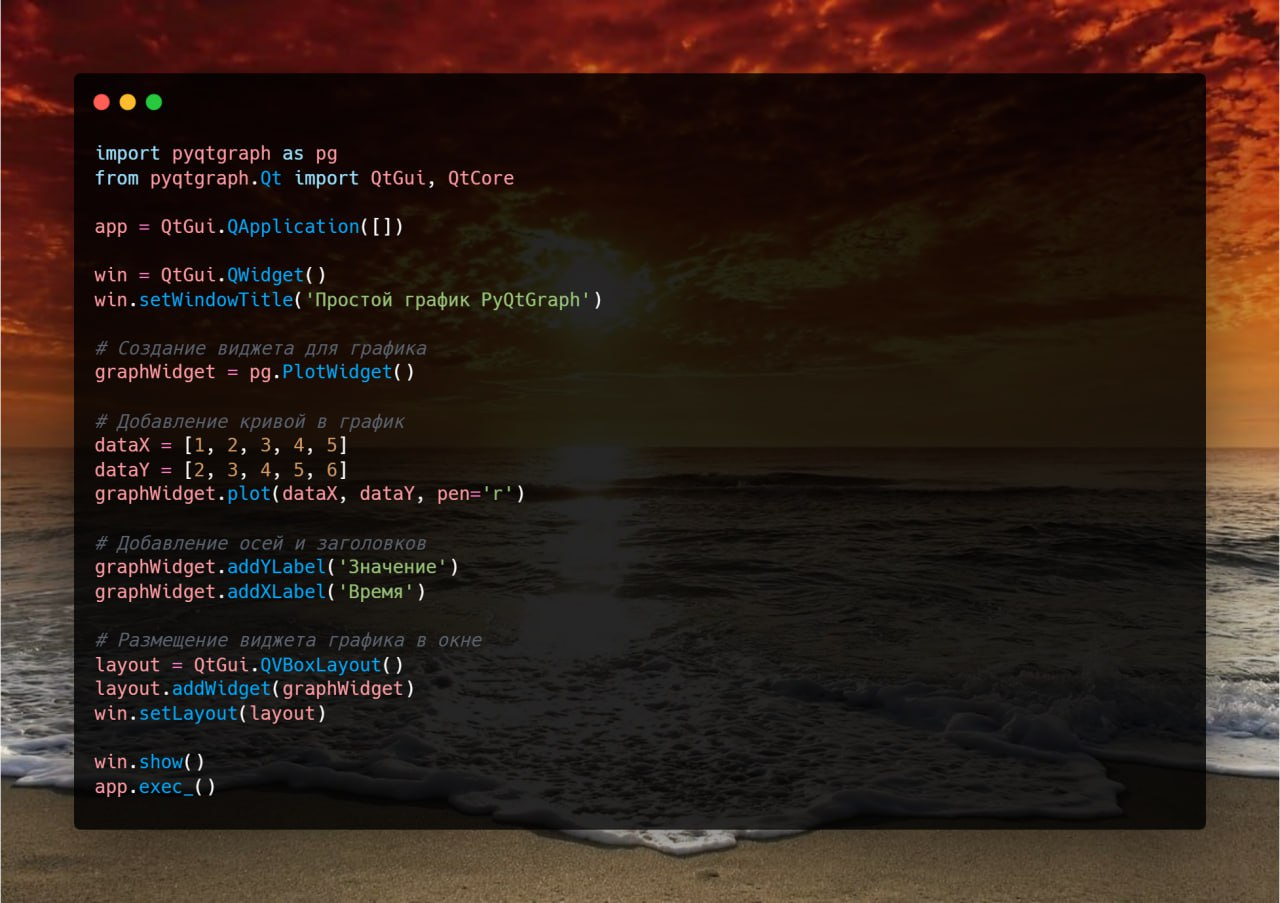 import pyqtgraph as pg
from pyqtgraph.Qt import QtGui, QtCore
app = QtGui.QApplication([])
win = QtGui.QWidget()
win.setWindowTitle('Простой график PyQtGraph')
# Создание виджета для графика
graphWidget = pg.PlotWidget()
# Добавление кривой в график
dataX = [1, 2, 3, 4, 5]
dataY = [2, 3, 4, 5, 6]
graphWidget.plot(dataX, dataY, pen='r')
# Добавление осей и заголовков
graphWidget.addYLabel('Значение')
graphWidget.addXLabel('Время')
# Размещение виджета графика в окне
layout = QtGui.QVBoxLayout()
layout.addWidget(graphWidget)
win.setLayout(layout)
win.show()
app.exec_()